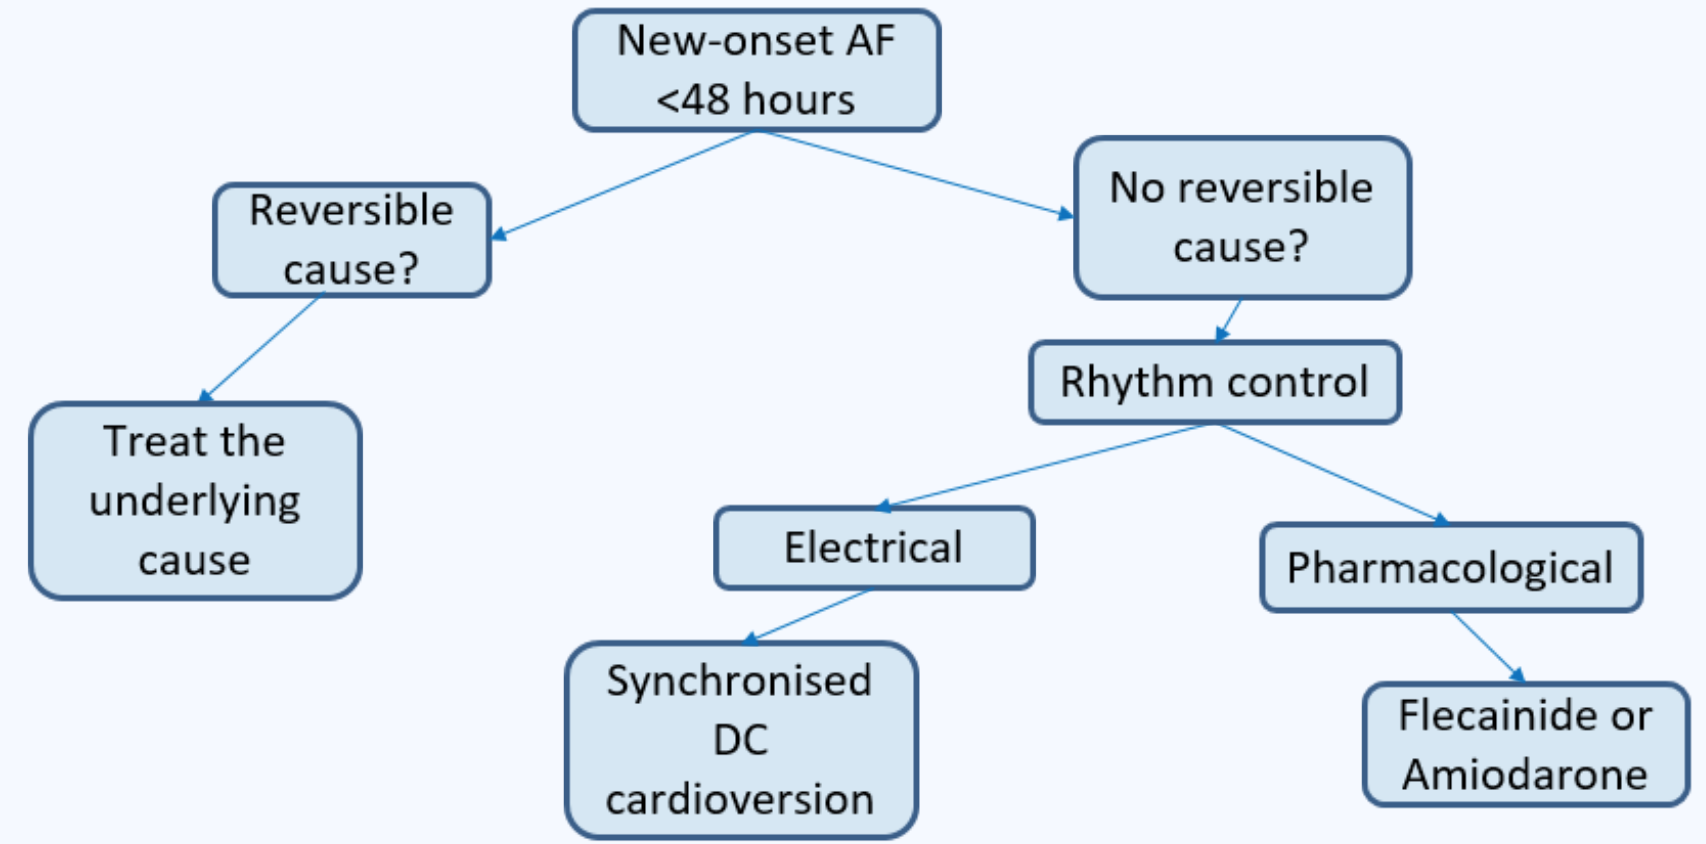 New-onset AF
<48 hours
Reversible
cause?
No reversible
cause?
Treat the
underlying
cause
Rhythm control
Electrical
Pharmacological
Synchronised
DC
cardioversion
Flecainide or
Amiodarone